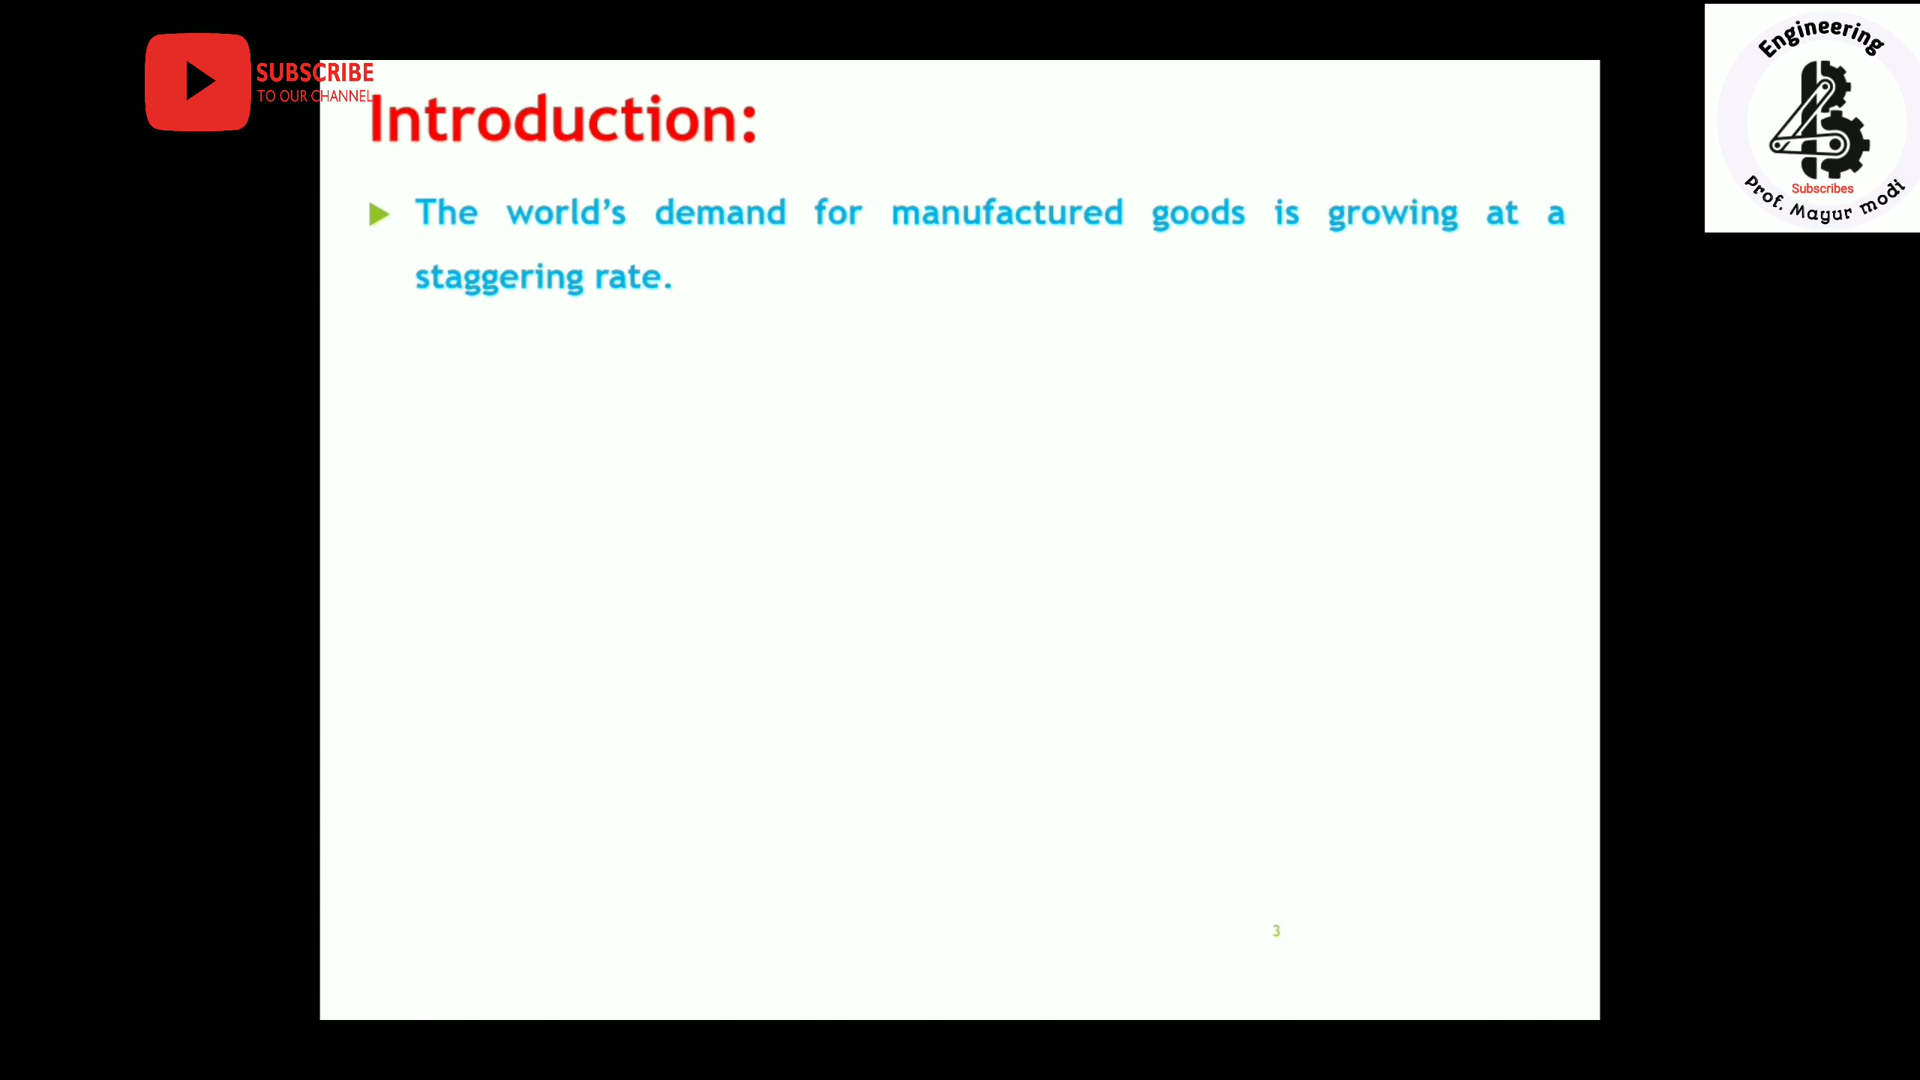 SUBSCRIBE
TO OUR CHANNEL
Introduction:
The world’s demand for manufactured goods is growing at a
staggering rate.
3
Engineering
Subscribes
Prof. Mayur modi